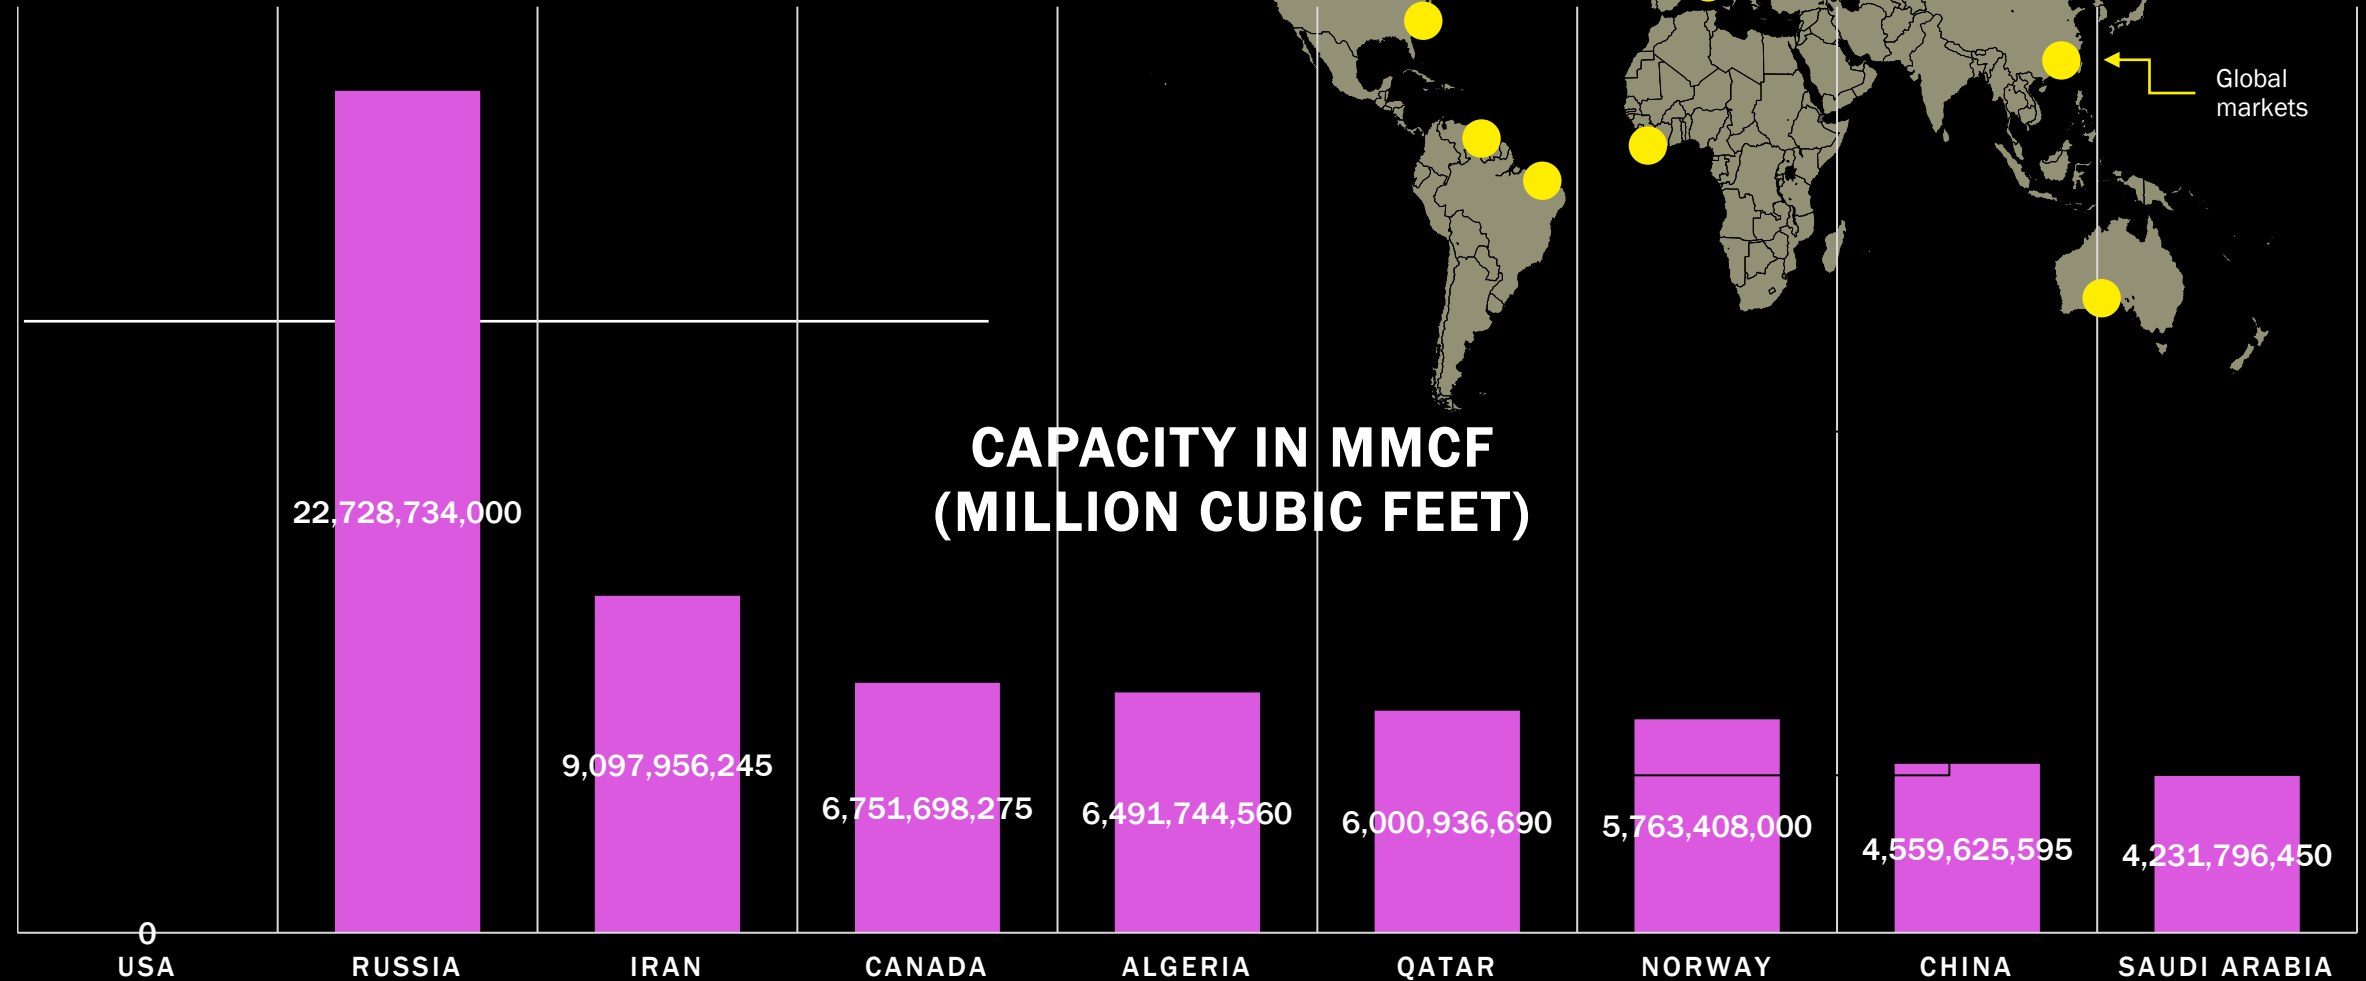 Global
markets
CAPACITY IN MMCF
(MILLION CUBIC FEET)
22,728,734,000
9,097,956,245
6,751,698,275
6,491,744,560
6,000,936,690
5,763,408,000
4,559,625,595
4,231,796,450
0
USA
RUSSIA
IRAN
CANADA
ALGERIA
QATAR
NORWAY
CHINA
SAUDI ARABIA